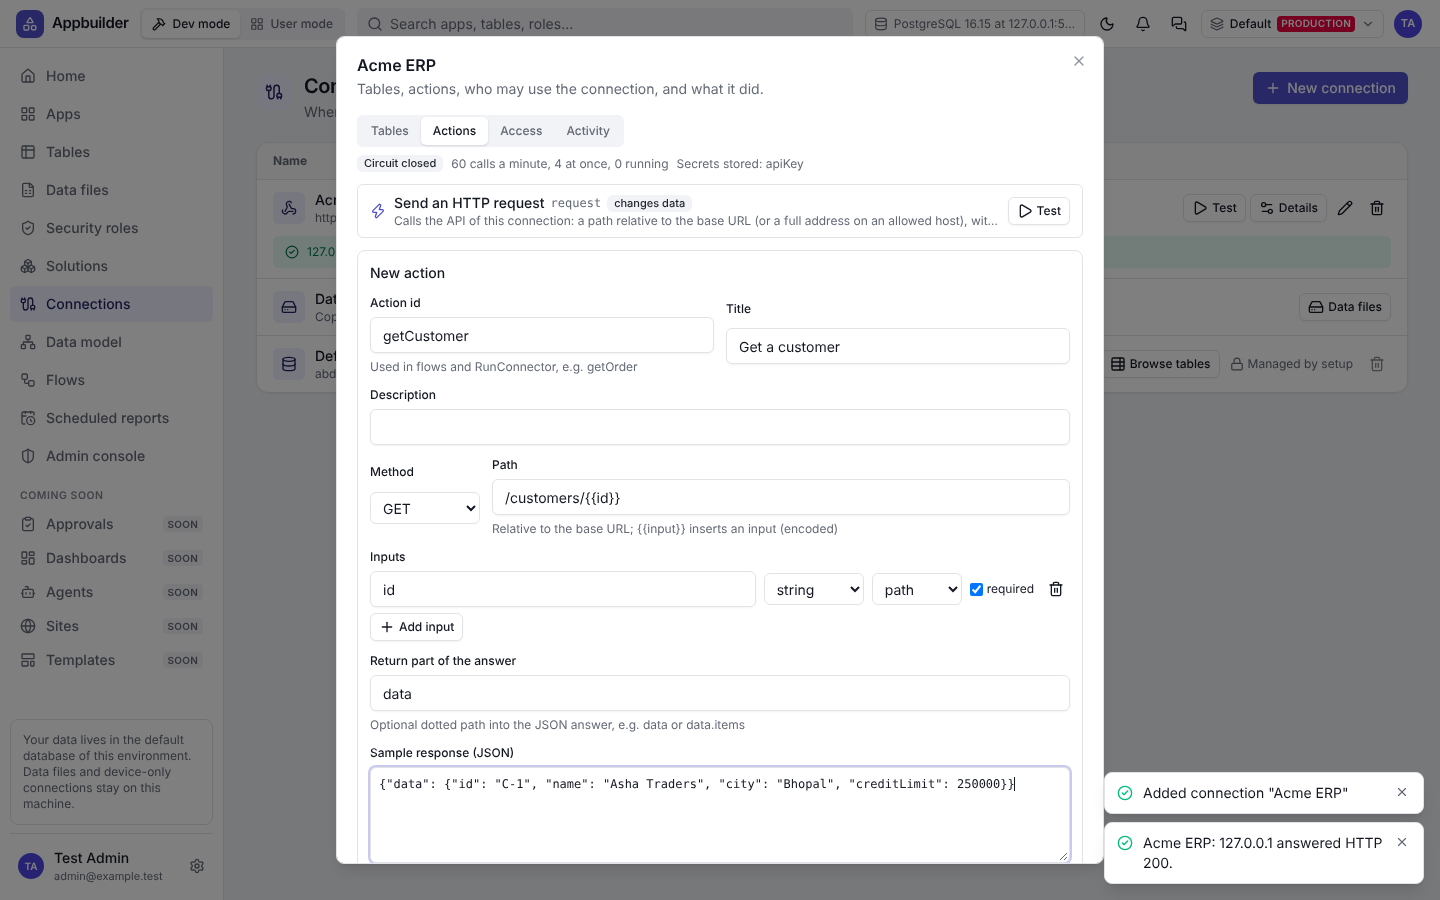 Appbuilder
Dev mode
User mode
Search apps, tables, roles...
PostgreSQL 16.15 at 127.0.0.1:5...
Default
PRODUCTION
TA
Home
Apps
Tables
Data files
Security roles
Solutions
Connections
Data model
Flows
Scheduled reports
Admin console
COMING SOON
Approvals SOON
Dashboards SOON
Agents SOON
Sites SOON
Templates SOON
Your data lives in the default
database of this environment.
Data files and device-only
connections stay on this
machine.
TA
Test Admin
admin@example.test
New connection
Name
Test
Details
127.0
Data files
Browse tables
Managed by setup
Acme ERP
Tables, actions, who may use the connection, and what it did.
Tables
Actions
Access
Activity
Circuit closed
60 calls a minute, 4 at once, 0 running
Secrets stored: apiKey
Send an HTTP request request changes data
Calls the API of this connection: a path relative to the base URL (or a full address on an allowed host), wit...
Test
New action
Action id
getCustomer
Used in flows and RunConnector, e.g. getOrder
Title
Get a customer
Description
Method
GET
Path
/customers/{{id}}
Relative to the base URL; {{input}} inserts an input (encoded)
Inputs
id
string
path
required
Add input
Return part of the answer
data
Optional dotted path into the JSON answer, e.g. data or data.items
Sample response (JSON)
{"data": {"id": "C-1", "name": "Asha Traders", "city": "Bhopal", "creditLimit": 250000}}
Added connection "Acme ERP"
Acme ERP: 127.0.0.1 answered HTTP
200.